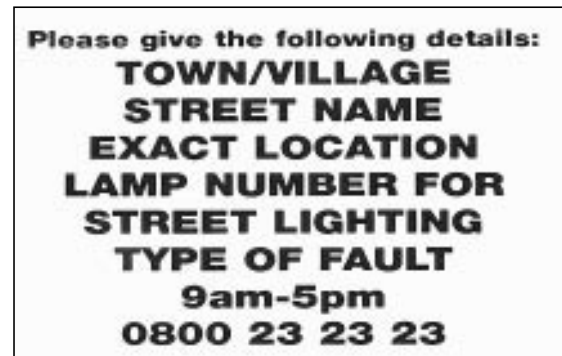 Please give the following details:
TOWN/VILLAGE
STREET NAME
EXACT LOCATION
LAMP NUMBER FOR
STREET LIGHTING
TYPE OF FAULT
9am-5pm
0800 23 23 23